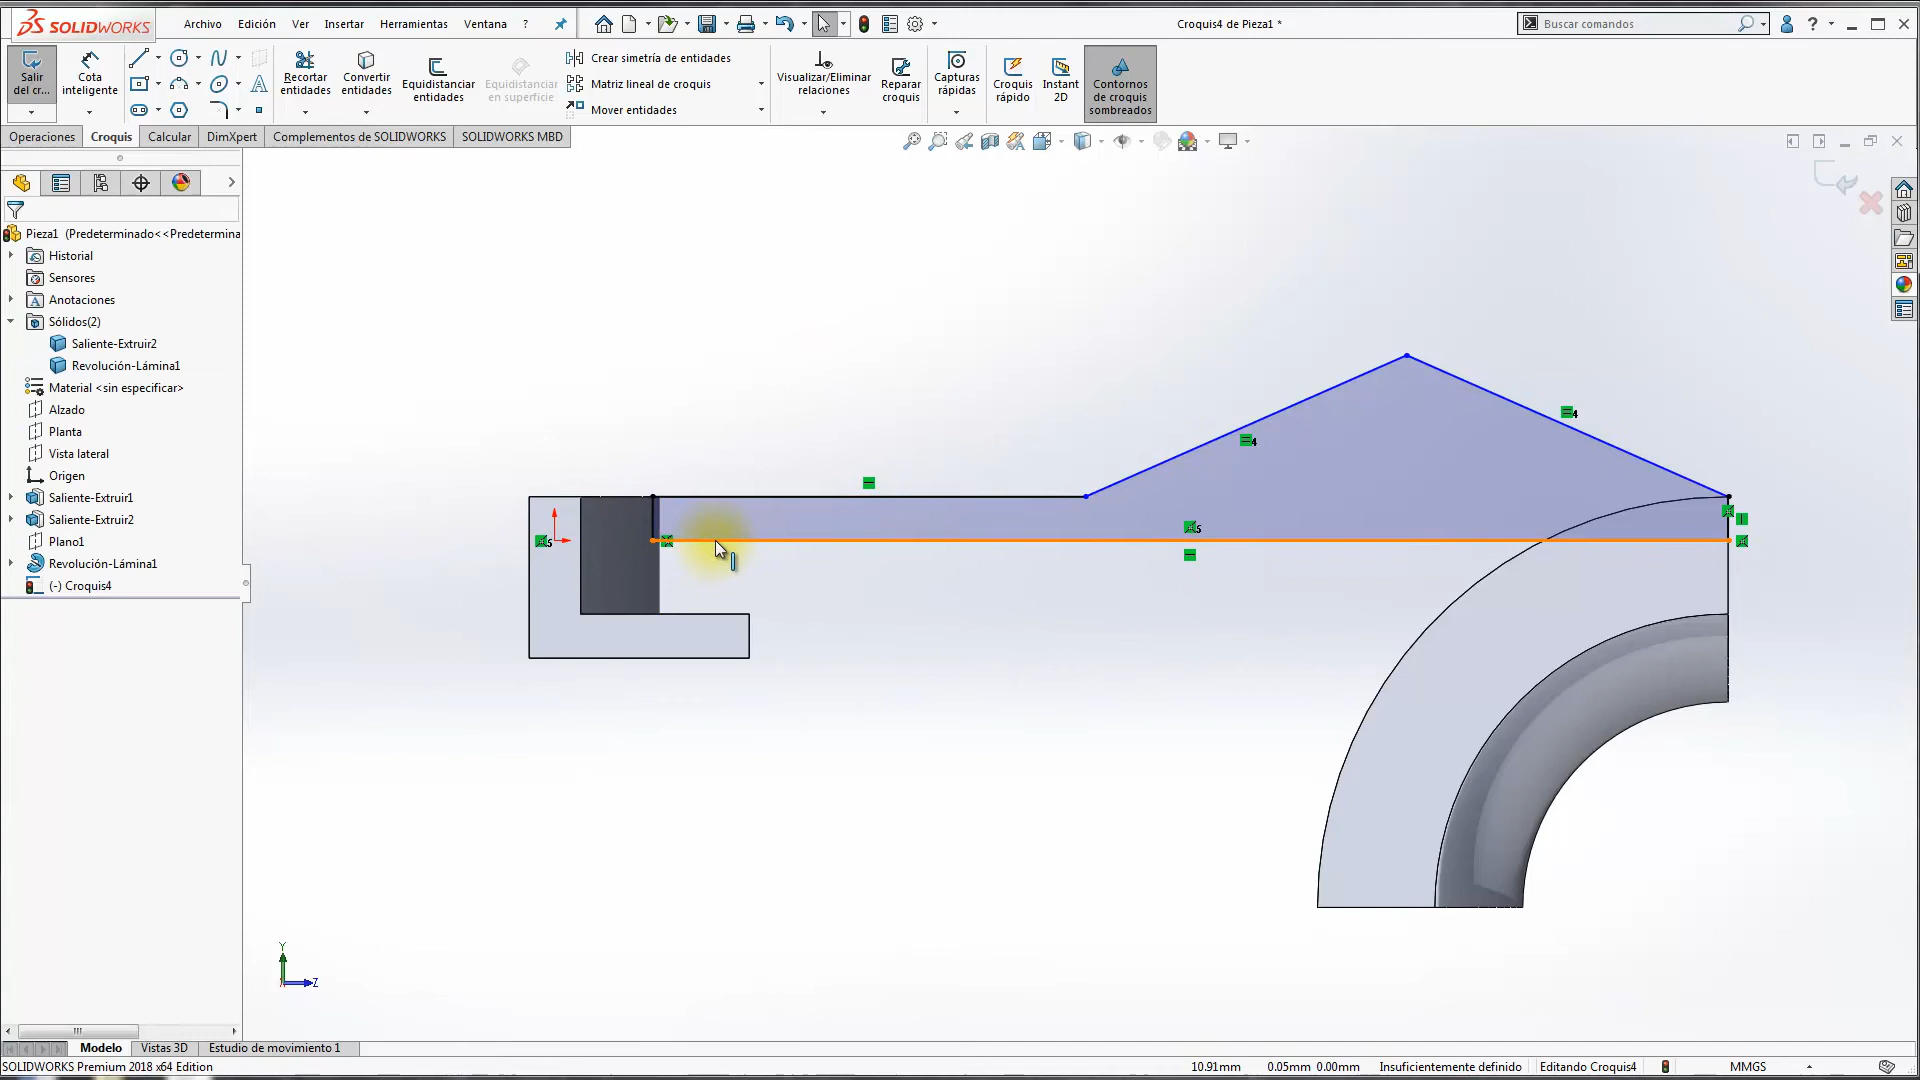 SOLIDWORKS
Archivo Edición Ver Insertar Herramientas Ventana ?
Croquis4 de Pieza1 *
Buscar comandos
Salir del cr...
Cota inteligente
Recortar entidades
Convertir entidades
Equidistanciar entidades
Equidistanciar en superficie
Crear simetría de entidades
Matriz lineal de croquis
Mover entidades
Visualizar/Eliminar relaciones
Reparar croquis
Capturas rápidas
Croquis rápido
Instant 2D
Contornos de croquis sombreados
Operaciones Croquis Calcular DimXpert Complementos de SOLIDWORKS SOLIDWORKS MBD
Pieza1 (Predeterminado<<Predetermina
Historial
Sensores
Anotaciones
Sólidos(2)
Saliente-Extruir2
Revolución-Lámina1
Material <sin especificar>
Alzado
Planta
Vista lateral
Origen
Saliente-Extruir1
Saliente-Extruir2
Plano1
Revolución-Lámina1
(-) Croquis4
4
4
5
5
Y
Z
Modelo Vistas 3D Estudio de movimiento 1
SOLIDWORKS Premium 2018 x64 Edition
10.91mm 0.05mm 0.00mm Insuficientemente definido Editando Croquis4 MMGS